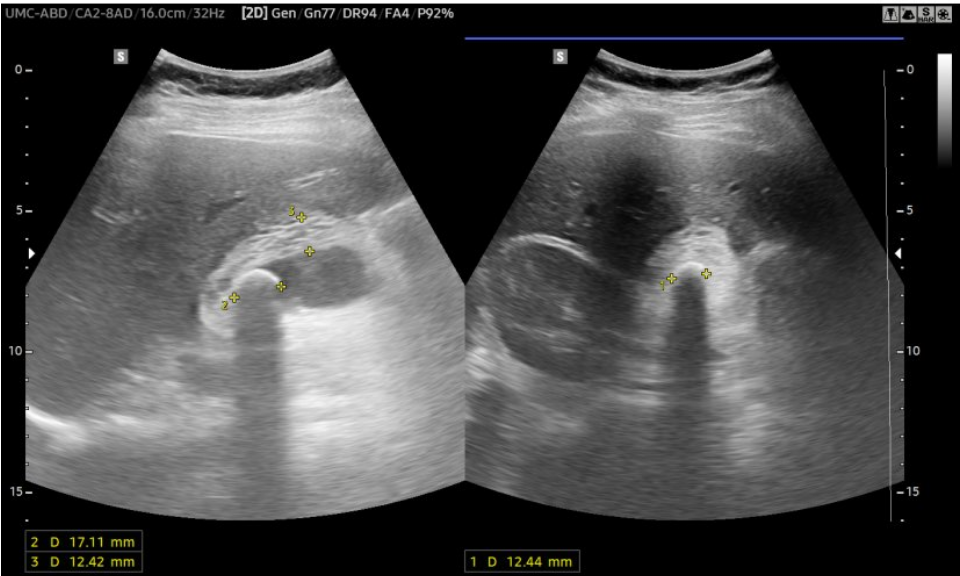 UMC-ABD/CA2-8AD/16.0cm/32Hz [2D] Gen/Gn77/DR94/FA4/P92%
S
S
S
HAR
0
0
3
5
5
1
2
10
10
15
15
2 D 17.11 mm
3 D 12.42 mm
1 D 12.44 mm